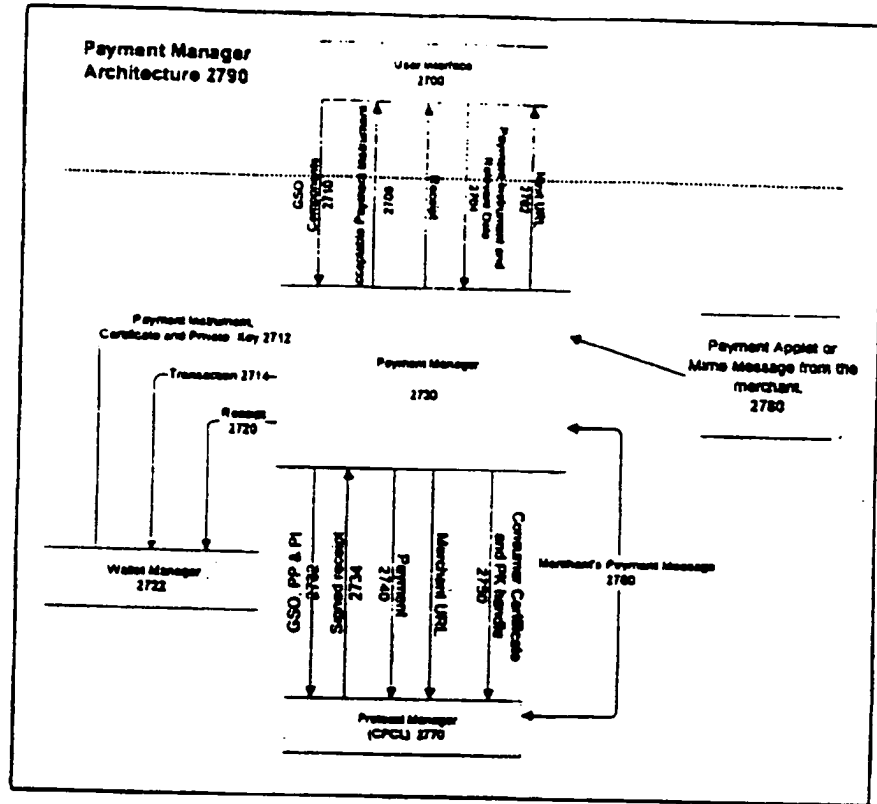 Payment Manager
Architecture 2790
User Interface
2700
GSO
Components
2710
Acceptable Payment Instrument
2708
Receipt
Payment Instrument and
Relevant Data
2704
Next URL
2702
Payment Instrument,
Certificate and Private Key 2712
Transaction 2714
Receipt
2720
Payment Manager
2730
Payment Applet or
Mime Message from the
merchant.
2780
GSO, PP & PI
Signed receipt
2734
Payment
2740
Merchant URL
Consumer Certificate
and PK handle
2750
Merchant's Payment Message
2760
Wallet Manager
2722
Protocol Manager
(CPCL) 2770